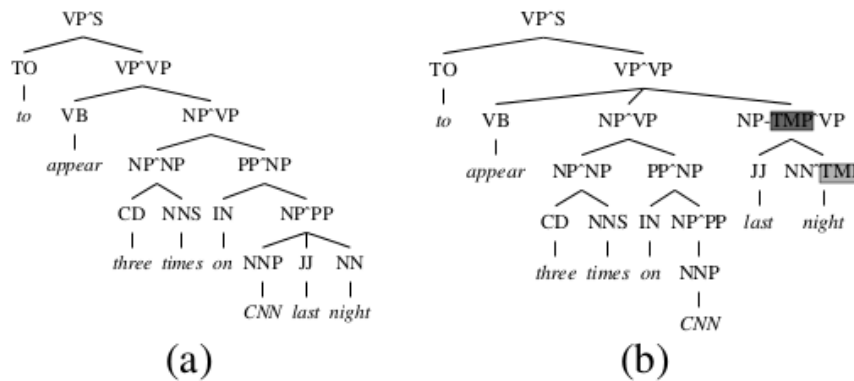 VP^S VP^S
TO VP^VP TO VP^VP
to VB NP^VP to VB NP^VP NP-TMP^VP
appear NP^NP PP^NP appear NP^NP PP^NP JJ NN^TMP
CD NNS IN NP^PP CD NNS IN NP^PP last night
three times on NNP JJ NN three times on NNP
CNN last night CNN
(a) (b)